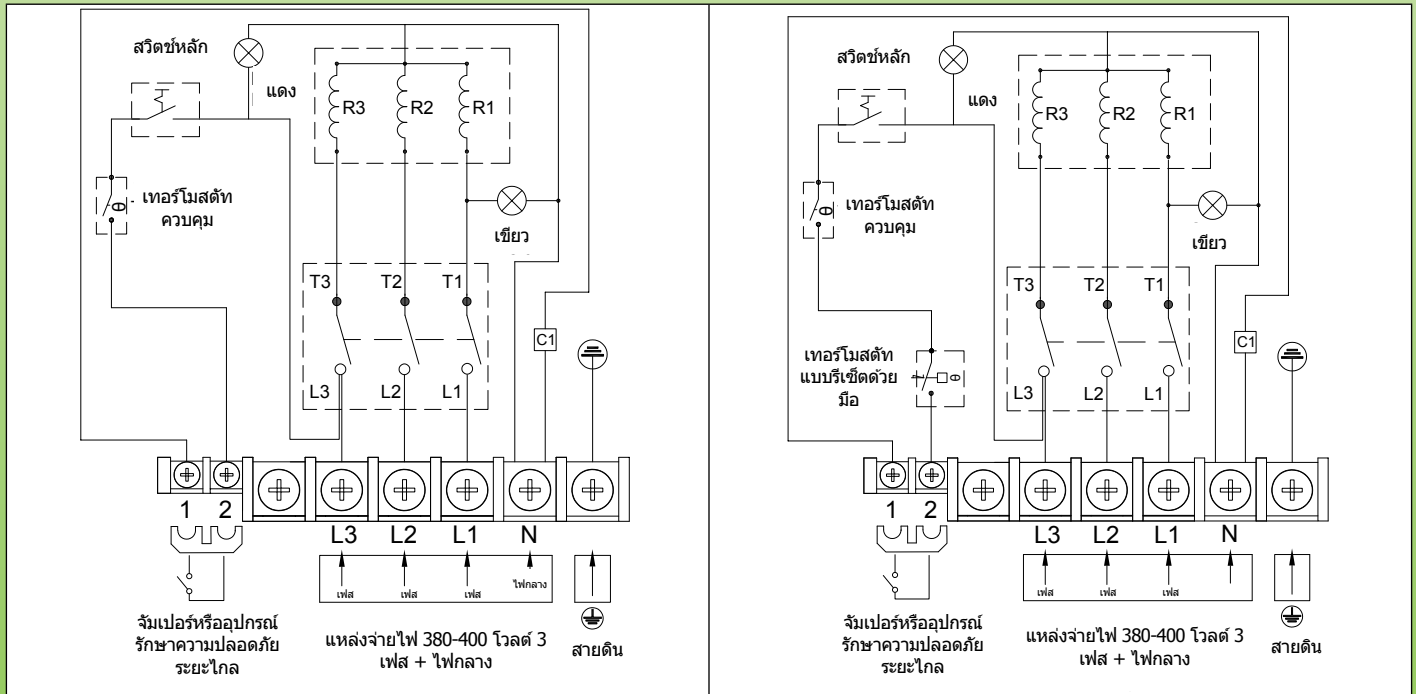 สวิตช์หลัก
แดง
R3 R2 R1
θ
เทอร์โมสตัท
ควบคุม
เขียว
T3 T2 T1
C1
L3 L2 L1
1 2
L3 L2 L1 N
เฟส เฟส เฟส ไฟกลาง
จัมเปอร์หรืออุปกรณ์
รักษาความปลอดภัย
ระยะไกล
แหล่งจ่ายไฟ 380-400 โวลต์ 3
เฟส + ไฟกลาง
สายดิน
สวิตช์หลัก
แดง
R3 R2 R1
θ
เทอร์โมสตัท
ควบคุม
เขียว
T3 T2 T1
C1
เทอร์โมสตัท
แบบรีเซ็ตด้วย
มือ
θ
L3 L2 L1
1 2
L3 L2 L1 N
เฟส เฟส เฟส
จัมเปอร์หรืออุปกรณ์
รักษาความปลอดภัย
ระยะไกล
แหล่งจ่ายไฟ 380-400 โวลต์ 3
เฟส + ไฟกลาง
สายดิน